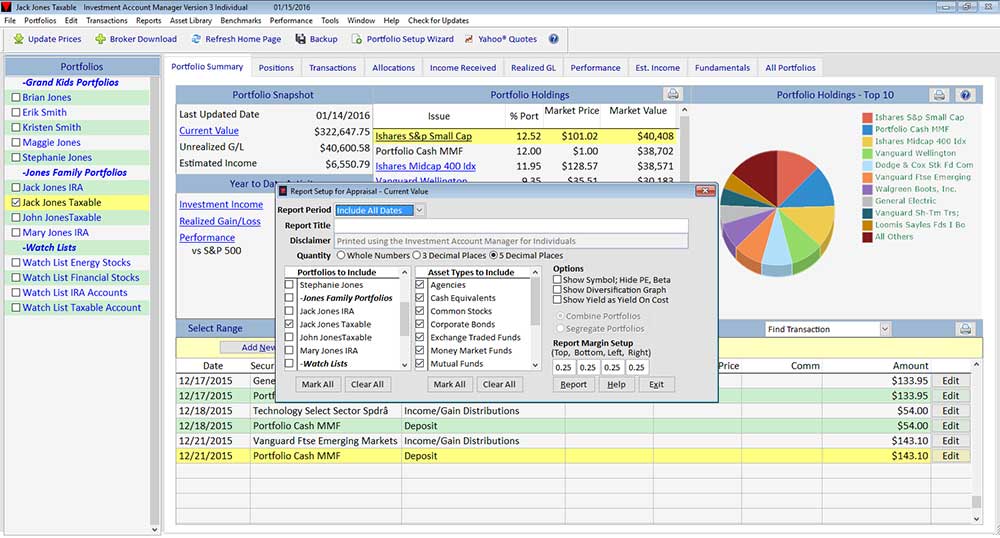 Jack Jones Taxable Investment Account Manager Version 3 Individual 01/15/2016
File Portfolios Edit Transactions Reports Asset Library Benchmarks Performance Tools Window Help Check for Updates
Update Prices Broker Download Refresh Home Page Backup Portfolio Setup Wizard Yahoo® Quotes
Portfolios
-Grand Kids Portfolios
Brian Jones
Erik Smith
Kristen Smith
Maggie Jones
Stephanie Jones
-Jones Family Portfolios
Jack Jones IRA
Jack Jones Taxable
John JonesTaxable
Mary Jones IRA
-Watch Lists
Watch List Energy Stocks
Watch List Financial Stocks
Watch List IRA Accounts
Watch List Taxable Account
Portfolio Summary Positions Transactions Allocations Income Received Realized GL Performance Est. Income Fundamentals All Portfolios
Portfolio Snapshot
Last Updated Date 01/14/2016
Current Value $322,647.75
Unrealized G/L $40,600.58
Estimated Income $6,550.79
Year to Date Activity
Investment Income
Realized Gain/Loss
Performance
vs S&P 500
Portfolio Holdings
Issue % Port Market Price Market Value
Ishares S&p Small Cap 12.52 $101.02 $40,408
Portfolio Cash MMF 12.00 $1.00 $38,702
Ishares Midcap 400 Idx 11.95 $128.57 $38,571
Vanguard Wellington 9.35 $35.51 $30,183
Portfolio Holdings - Top 10
Ishares S&p Small Cap
Portfolio Cash MMF
Ishares Midcap 400 Idx
Vanguard Wellington
Dodge & Cox Stk Fd Com
Vanguard Ftse Emerging
Walgreen Boots, Inc.
General Electric
Vanguard Sh-Tm Trs;
Loomis Sayles Fds I Bo
All Others
Report Setup for Appraisal - Current Value
Report Period Include All Dates
Report Title
Disclaimer Printed using the Investment Account Manager for Individuals
Quantity Whole Numbers 3 Decimal Places 5 Decimal Places
Portfolios to Include
Stephanie Jones
-Jones Family Portfolios
Jack Jones IRA
Jack Jones Taxable
John JonesTaxable
Mary Jones IRA
-Watch Lists
Mark All Clear All
Asset Types to Include
Agencies
Cash Equivalents
Common Stocks
Corporate Bonds
Exchange Traded Funds
Money Market Funds
Mutual Funds
Mark All Clear All
Options
Show Symbol; Hide PE, Beta
Show Diversification Graph
Show Yield as Yield On Cost
Combine Portfolios
Segregate Portfolios
Report Margin Setup
(Top, Bottom, Left, Right)
0.25 0.25 0.25 0.25
Report Help Exit
Select Range Find Transaction
Add New
Date Secur Price Comm Amount
12/17/2015 Gene $133.95 Edit
12/17/2015 Portf $133.95 Edit
12/18/2015 Technology Select Sector Spdrâ Income/Gain Distributions $54.00 Edit
12/18/2015 Portfolio Cash MMF Deposit $54.00 Edit
12/21/2015 Vanguard Ftse Emerging Markets Income/Gain Distributions $143.10 Edit
12/21/2015 Portfolio Cash MMF Deposit $143.10 Edit